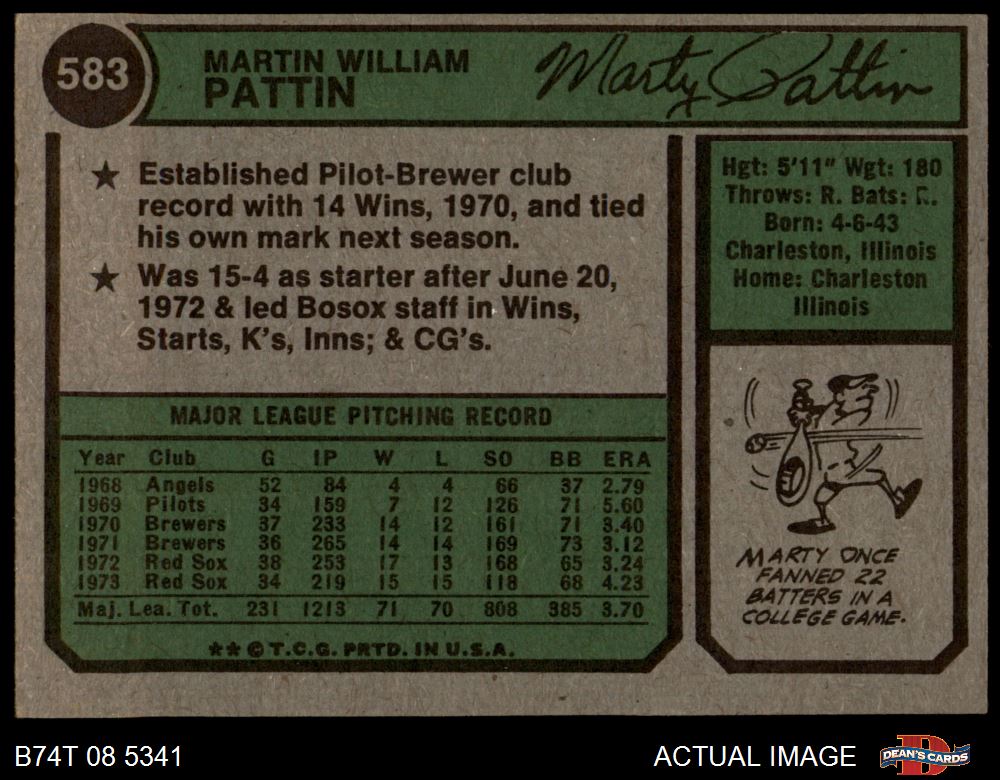 583
MARTIN WILLIAM
PATTIN
Marty Pattin
★ Established Pilot-Brewer club
record with 14 Wins, 1970, and tied
his own mark next season.
★ Was 15-4 as starter after June 20,
1972 & led Bosox staff in Wins,
Starts, K's, Inns; & CG's.
Hgt: 5'11" Wgt: 180
Throws: R. Bats: R.
Born: 4-6-43
Charleston, Illinois
Home: Charleston
Illinois
MAJOR LEAGUE PITCHING RECORD
Year Club G IP W L SO BB ERA
1968 Angels 52 84 4 4 66 37 2.79
1969 Pilots 34 159 7 12 126 71 5.60
1970 Brewers 37 233 14 12 161 71 3.40
1971 Brewers 36 265 14 14 169 73 3.12
1972 Red Sox 38 253 17 13 168 65 3.24
1973 Red Sox 34 219 15 15 118 68 4.23
Maj. Lea. Tot. 231 1213 71 70 808 385 3.70
** © T.C.G. PRTD. IN U.S.A.
MARTY ONCE
FANNED 22
BATTERS IN A
COLLEGE GAME.
B74T 08 5341
ACTUAL IMAGE
DEAN'S CARDS